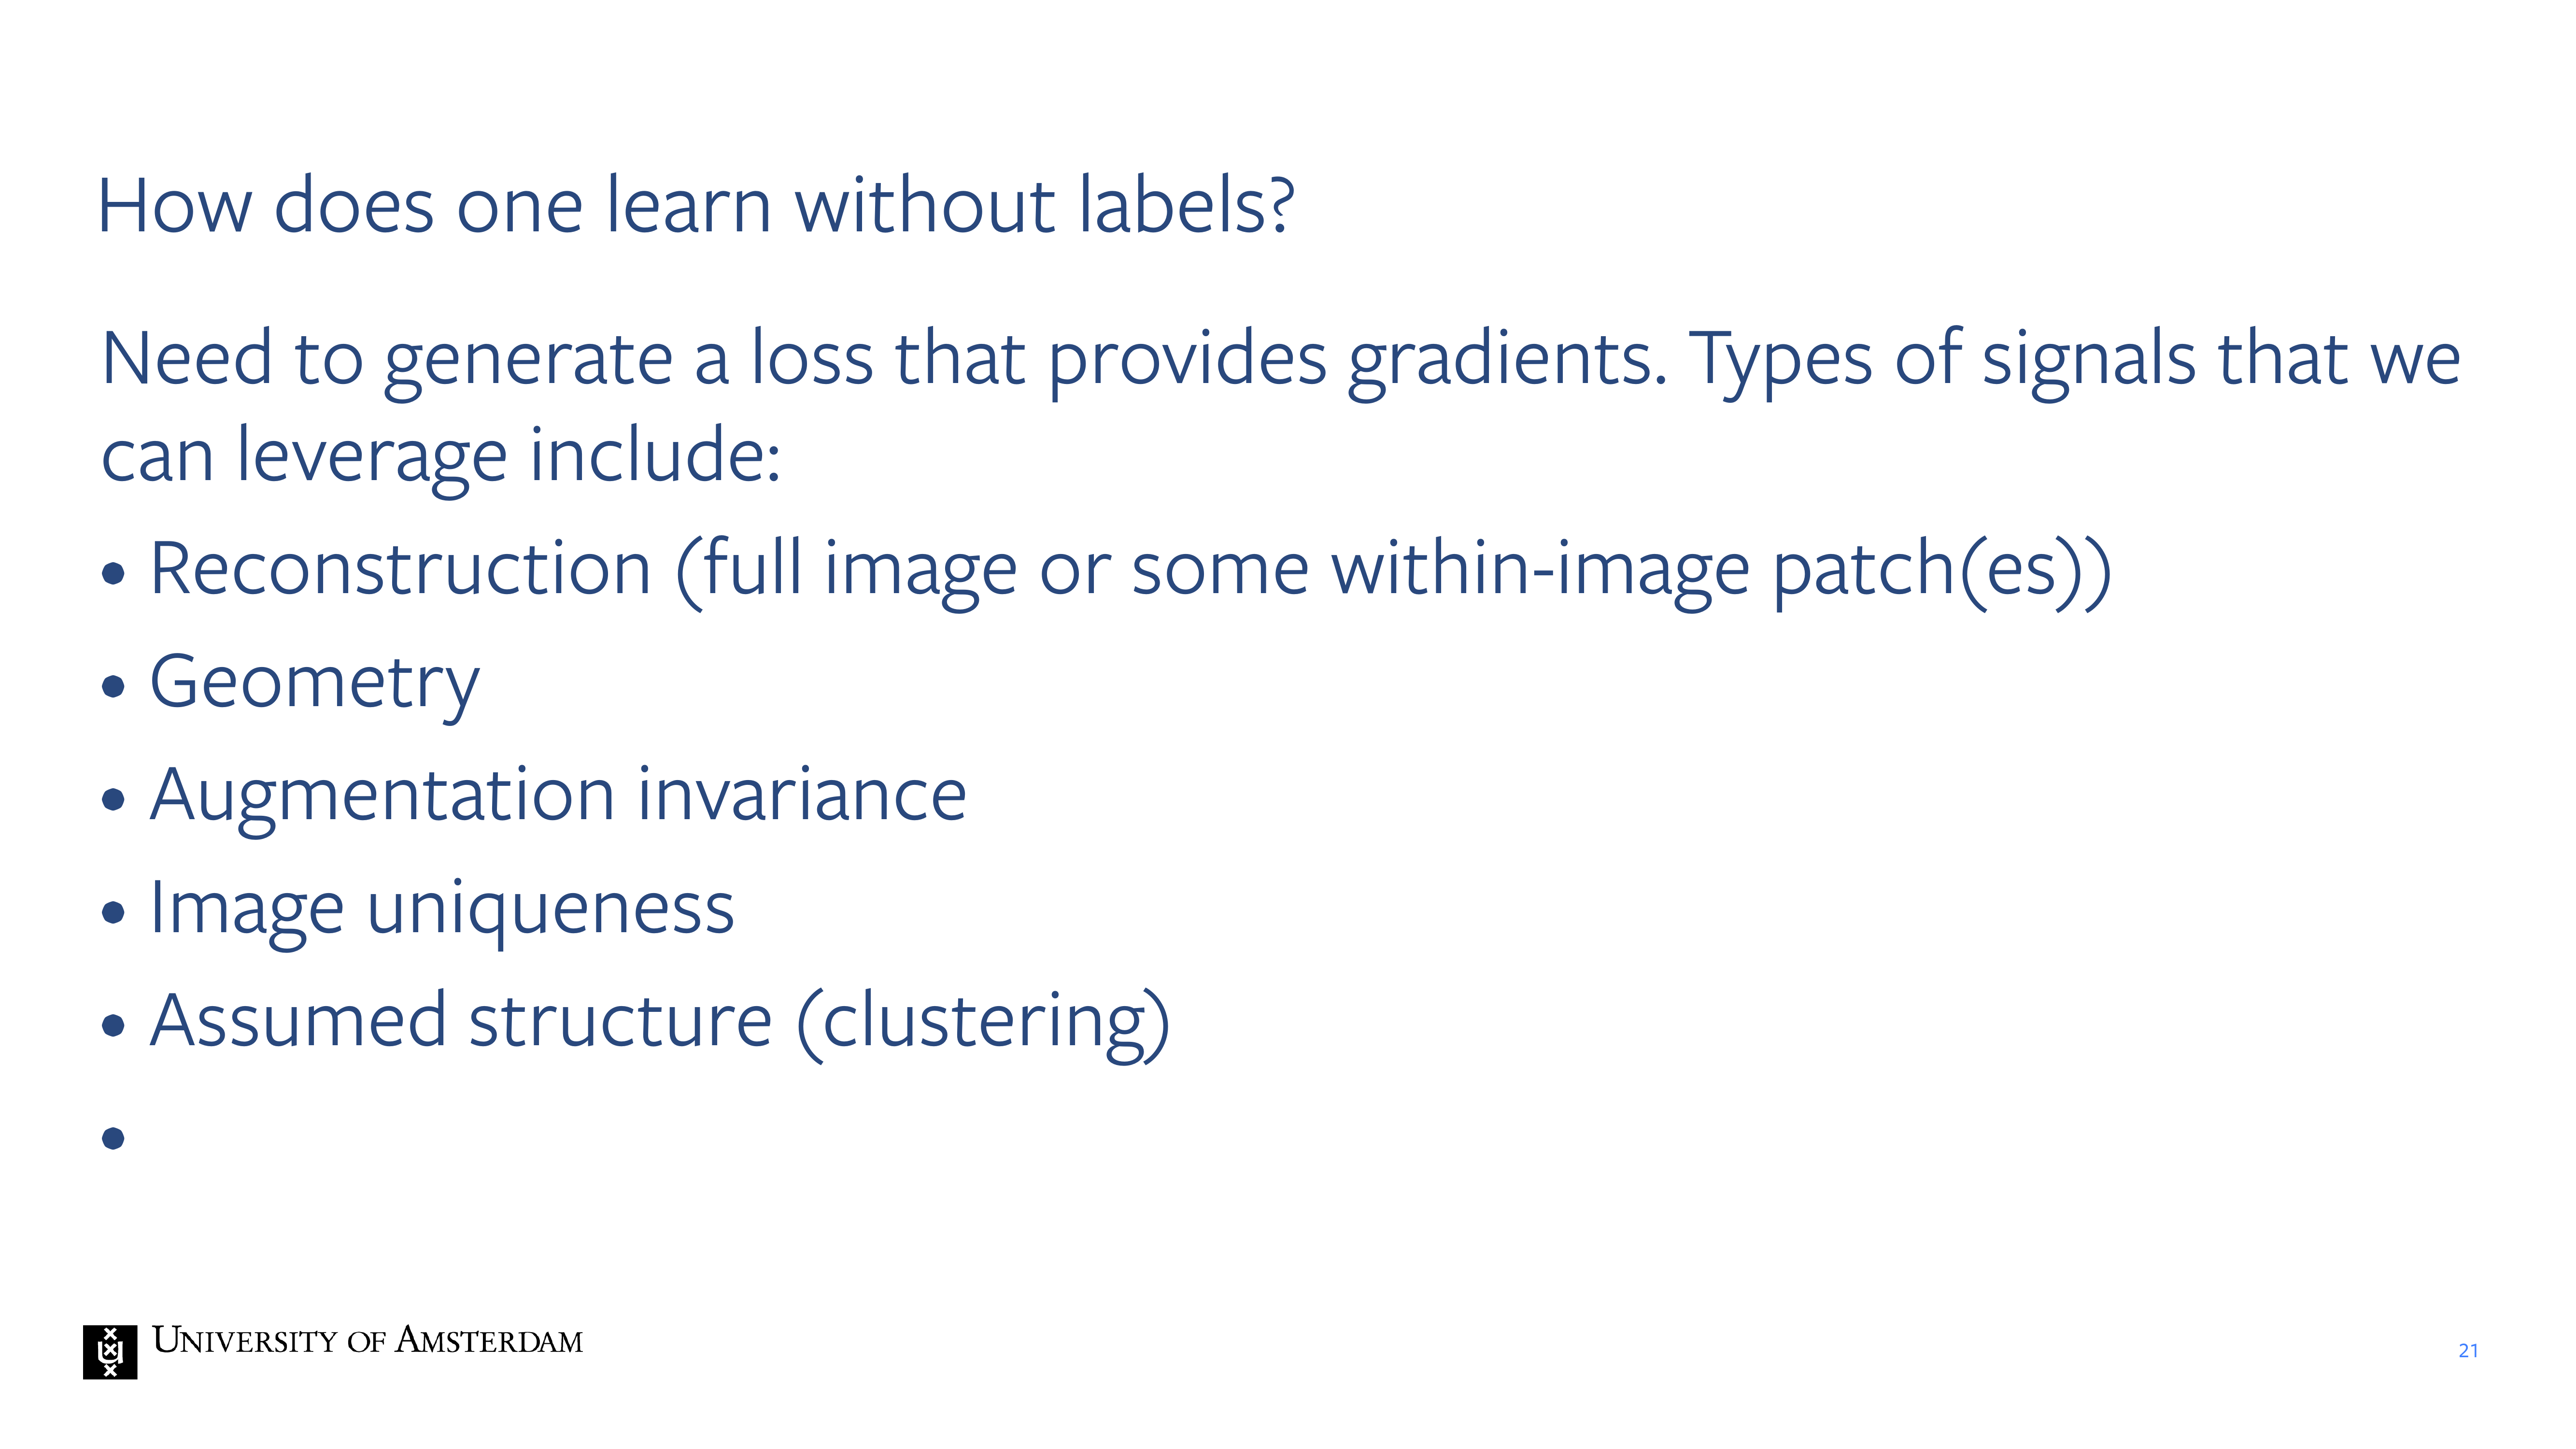 How does one learn without labels?
Need to generate a loss that provides gradients. Types of signals that we
can leverage include:
• Reconstruction (full image or some within-image patch(es))
• Geometry
• Augmentation invariance
• Image uniqueness
• Assumed structure (clustering)
•
University of Amsterdam
21